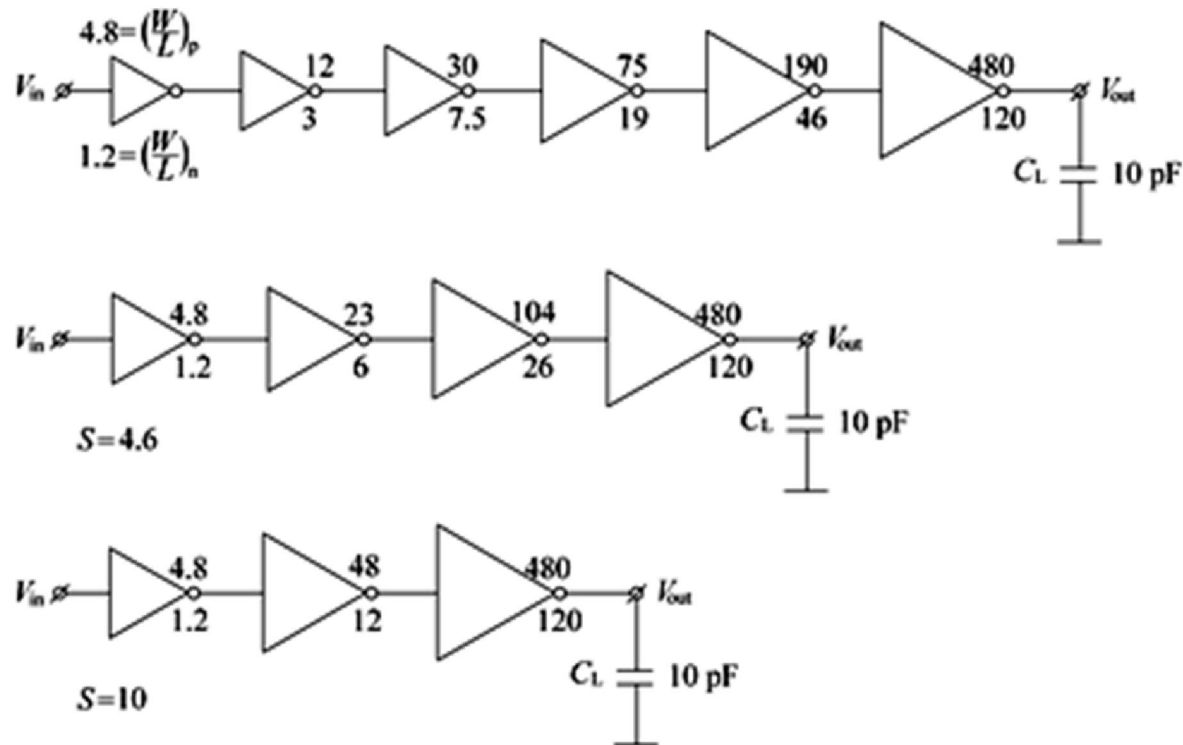 4.8=(W/L)p
12 30 75 190 480
Vin Vout
3 7.5 19 46 120
1.2=(W/L)n
CL 10 pF
4.8 23 104 480
Vin Vout
1.2 6 26 120
CL 10 pF
S=4.6
4.8 48 480
Vin Vout
1.2 12 120
CL 10 pF
S=10